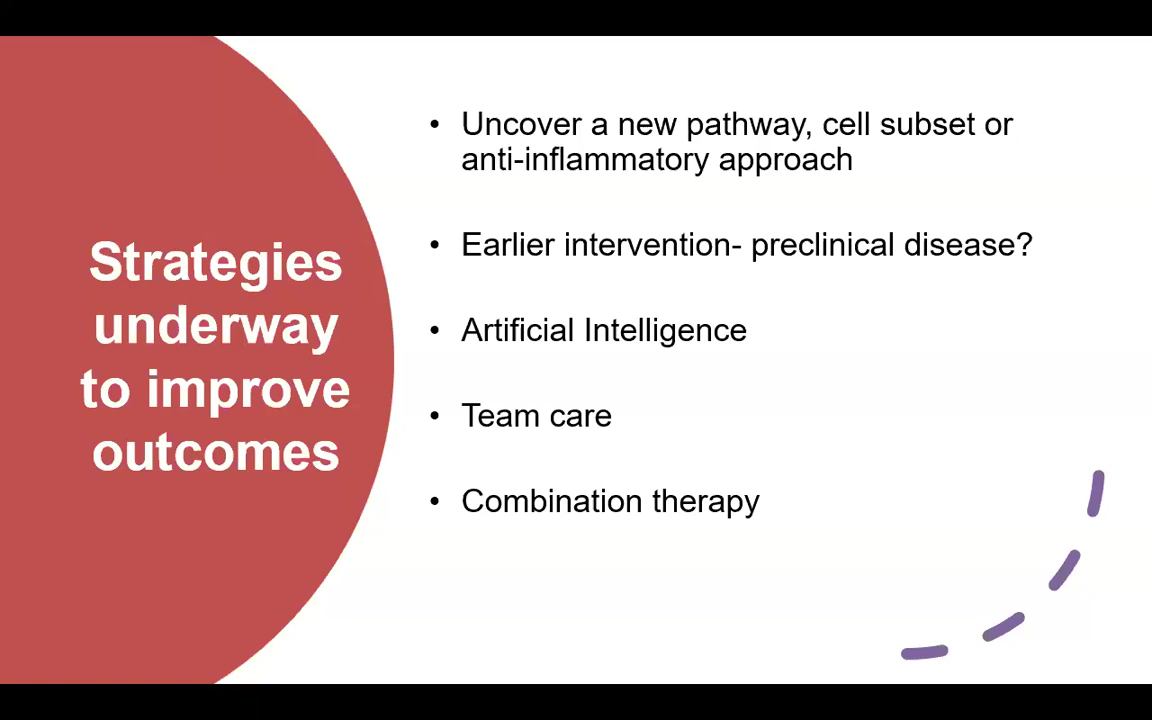 Strategies
underway
to improve
outcomes
• Uncover a new pathway, cell subset or
anti-inflammatory approach
• Earlier intervention- preclinical disease?
• Artificial Intelligence
• Team care
• Combination therapy